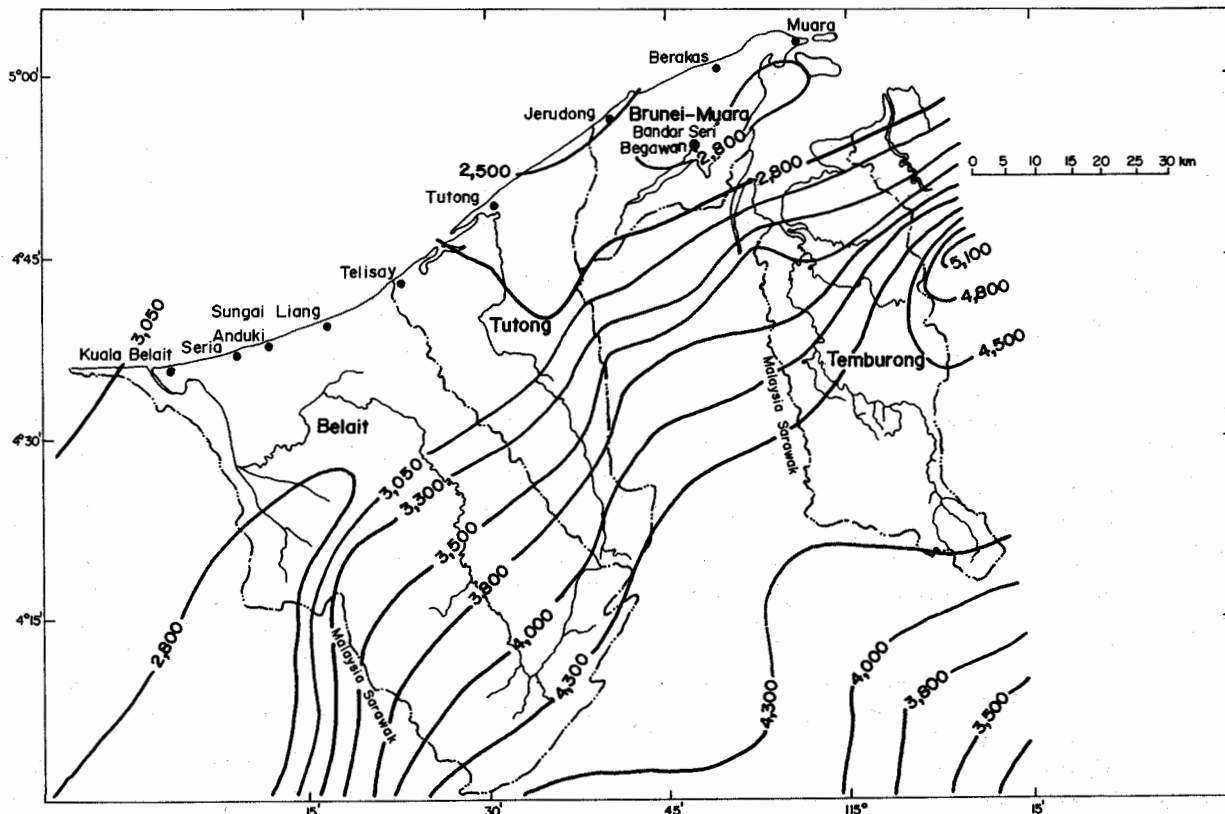 Muara
Berakas
5°00'
Jerudong
Brunei-Muara
Bandar Seri
Begawan
2,800
2,500
2,800
0 5 10 15 20 25 30 km
Tutong
4°45'
Telisay
5,100
4,800
3,050
Sungai Liang
Anduki
Seria
Kuala Belait
Tutong
4,500
Temburong
Malaysia Sarawak
4°30'
Belait
3,050
3,300
3,500
3,800
4°15'
2,800
Malaysia Sarawak
4,000
4,300
4,300
4,000
3,800
3,500
15'
30'
45'
115°
15'